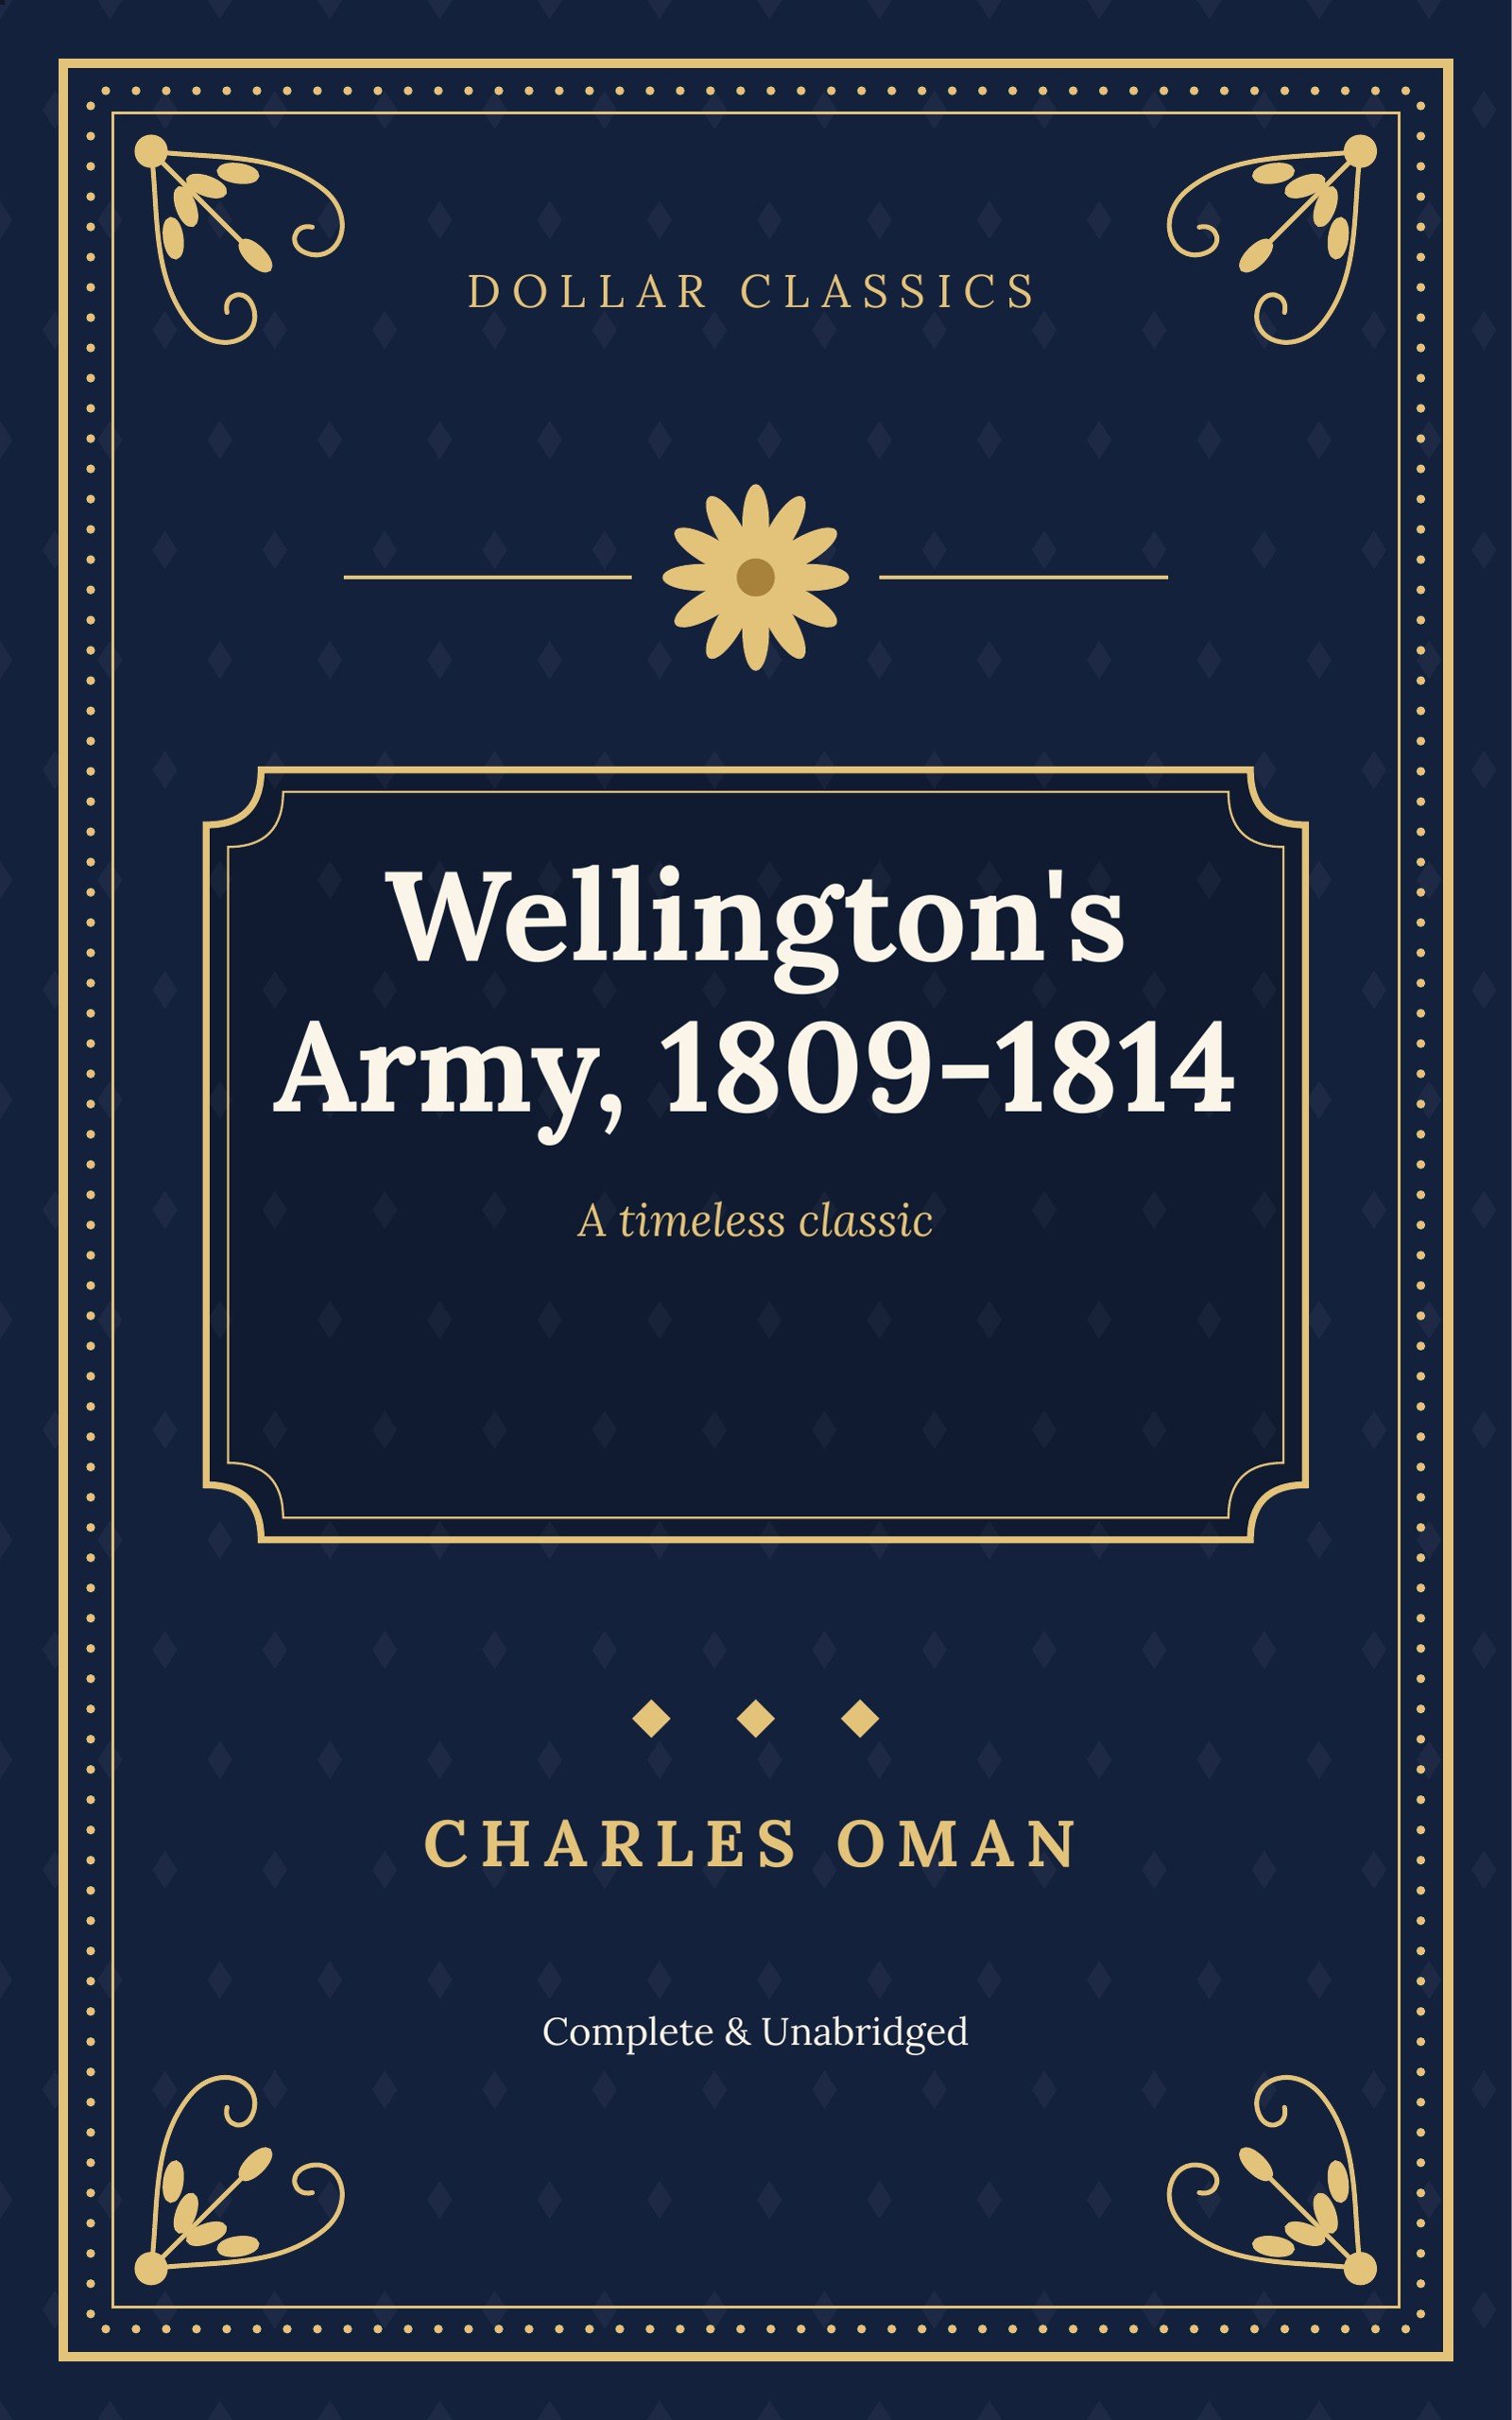 DOLLAR CLASSICS
Wellington's
Army, 1809–1814
A timeless classic
CHARLES OMAN
Complete & Unabridged